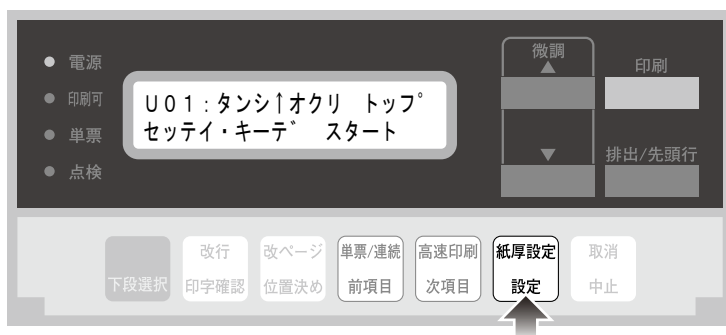 電源
印刷可
単票
点検
U01:タンシ↑オクリ トップ゜
セッテイ・キーデ゛ スタート
微調
▲
▼
印刷
排出/先頭行
下段選択
改行
印字確認
改ページ
位置決め
単票/連続
前項目
高速印刷
次項目
紙厚設定
設定
取消
中止